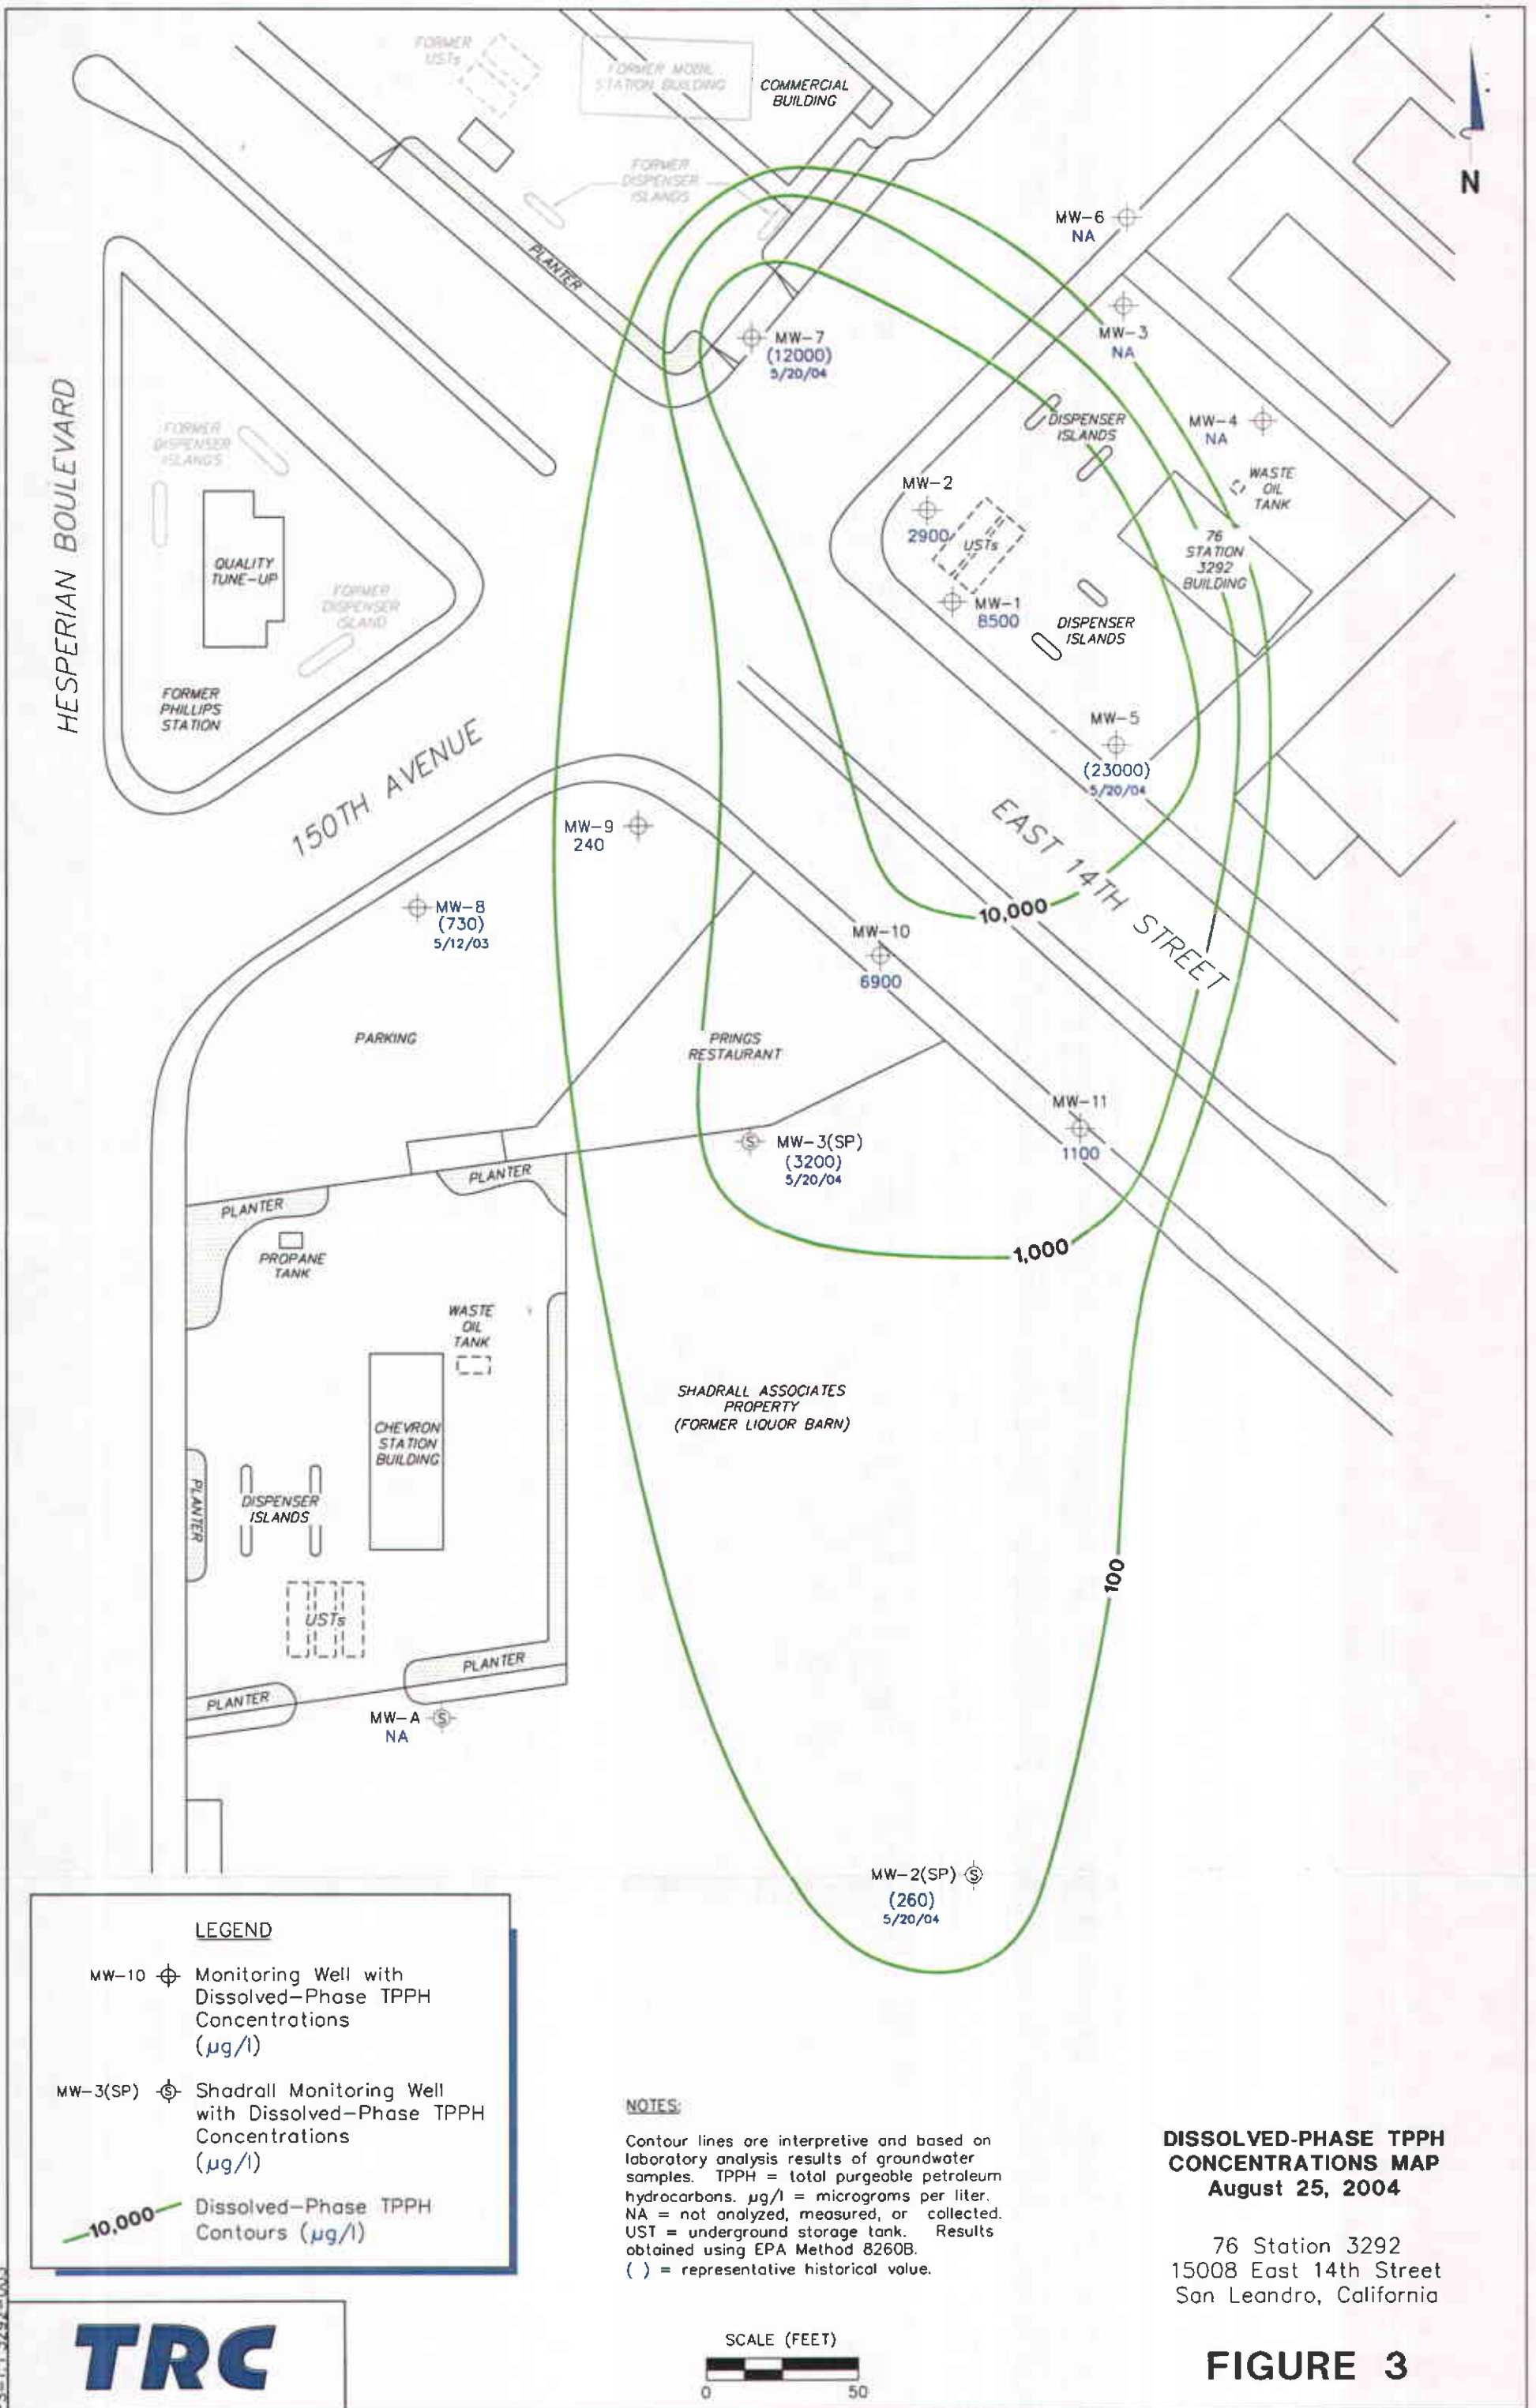 FORMER
USTs
FORMER MOBIL
STATION BUILDING
COMMERCIAL
BUILDING
FORMER
DISPENSER
ISLANDS
N
MW-6
NA
PLANTER
MW-7
(12000)
5/20/04
MW-3
NA
HESPERIAN BOULEVARD
FORMER
DISPENSER
ISLANDS
DISPENSER
ISLANDS
MW-4
NA
WASTE
OIL
TANK
MW-2
2900
USTs
76
STATION
3292
BUILDING
QUALITY
TUNE-UP
FORMER
DISPENSER
ISLAND
MW-1
8500
DISPENSER
ISLANDS
FORMER
PHILLIPS
STATION
MW-5
(23000)
5/20/04
150TH AVENUE
EAST 14TH STREET
MW-9
240
MW-8
(730)
5/12/03
10,000
MW-10
6900
PARKING
PRINGS
RESTAURANT
MW-11
1100
MW-3(SP)
(3200)
5/20/04
PLANTER
PLANTER
PROPANE
TANK
1,000
WASTE
OIL
TANK
SHADRALL ASSOCIATES
PROPERTY
(FORMER LIQUOR BARN)
CHEVRON
STATION
BUILDING
PLANTER
DISPENSER
ISLANDS
100
USTs
PLANTER
PLANTER
MW-A
NA
MW-2(SP)
(260)
5/20/04
LEGEND
MW-10 Monitoring Well with
Dissolved-Phase TPPH
Concentrations
(µg/l)
MW-3(SP) S Shadrall Monitoring Well
with Dissolved-Phase TPPH
Concentrations
(µg/l)
10,000 Dissolved-Phase TPPH
Contours (µg/l)
NOTES:
Contour lines are interpretive and based on
laboratory analysis results of groundwater
samples. TPPH = total purgeable petroleum
hydrocarbons. µg/l = micrograms per liter.
NA = not analyzed, measured, or collected.
UST = underground storage tank. Results
obtained using EPA Method 8260B.
( ) = representative historical value.
SCALE (FEET)
0 50
DISSOLVED-PHASE TPPH
CONCENTRATIONS MAP
August 25, 2004
76 Station 3292
15008 East 14th Street
San Leandro, California
FIGURE 3
TRC